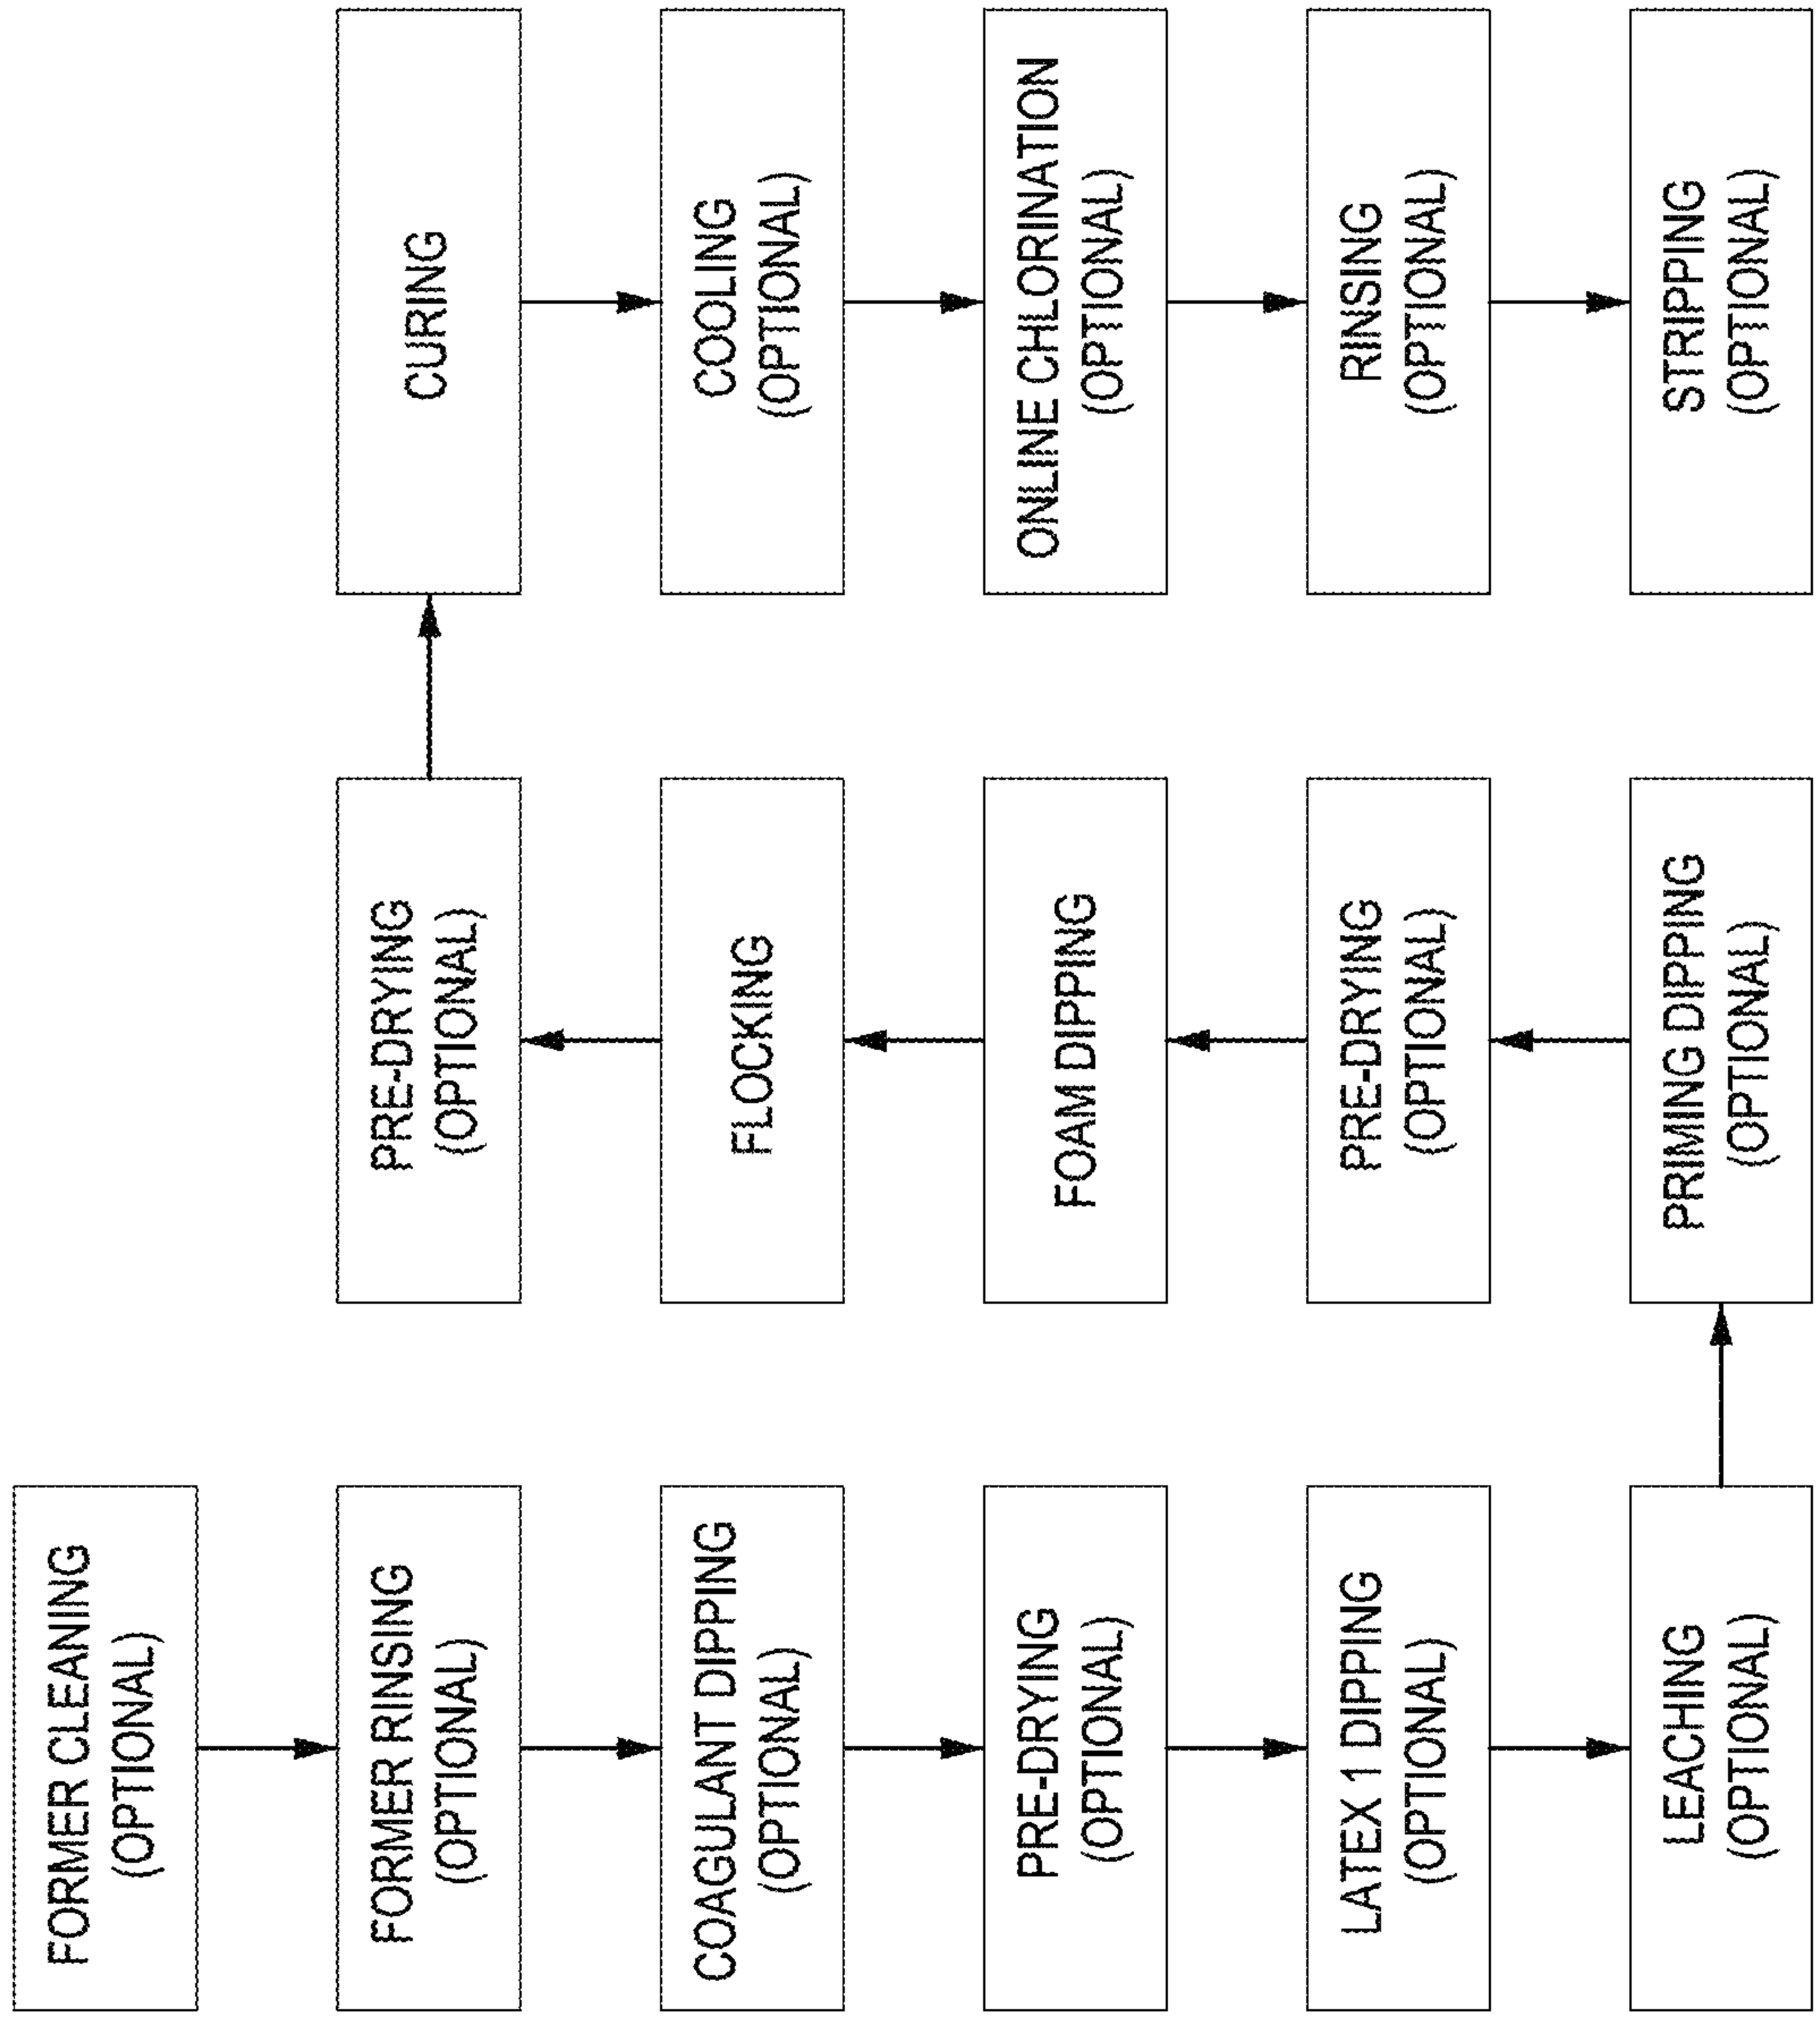 FORMER CLEANING
(OPTIONAL)
FORMER RINSING
(OPTIONAL)
COAGULANT DIPPING
(OPTIONAL)
PRE-DRYING
(OPTIONAL)
LATEX 1 DIPPING
(OPTIONAL)
LEACHING
(OPTIONAL)
PRIMING DIPPING
(OPTIONAL)
PRE-DRYING
(OPTIONAL)
FOAM DIPPING
FLOCKING
PRE-DRYING
(OPTIONAL)
CURING
COOLING
(OPTIONAL)
ONLINE CHLORINATION
(OPTIONAL)
RINSING
(OPTIONAL)
STRIPPING
(OPTIONAL)